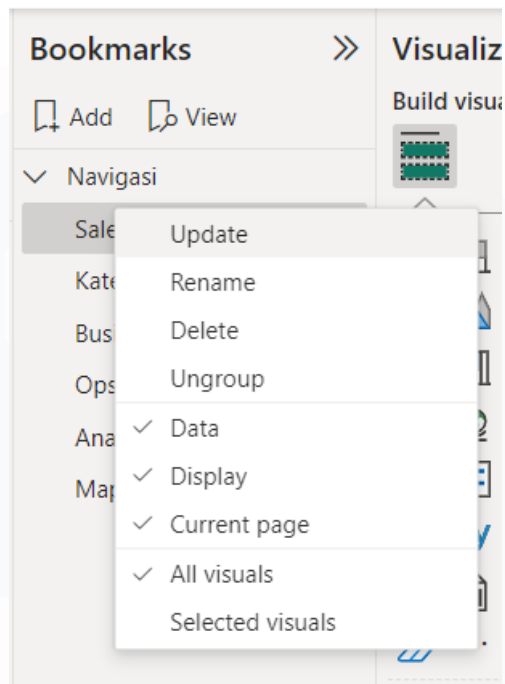 Bookmarks
Visualiz
Build visua
Add
View
Navigasi
Sale
Update
Kate
Rename
Busi
Delete
Ops
Ungroup
Ana
Data
Map
Display
Current page
All visuals
Selected visuals